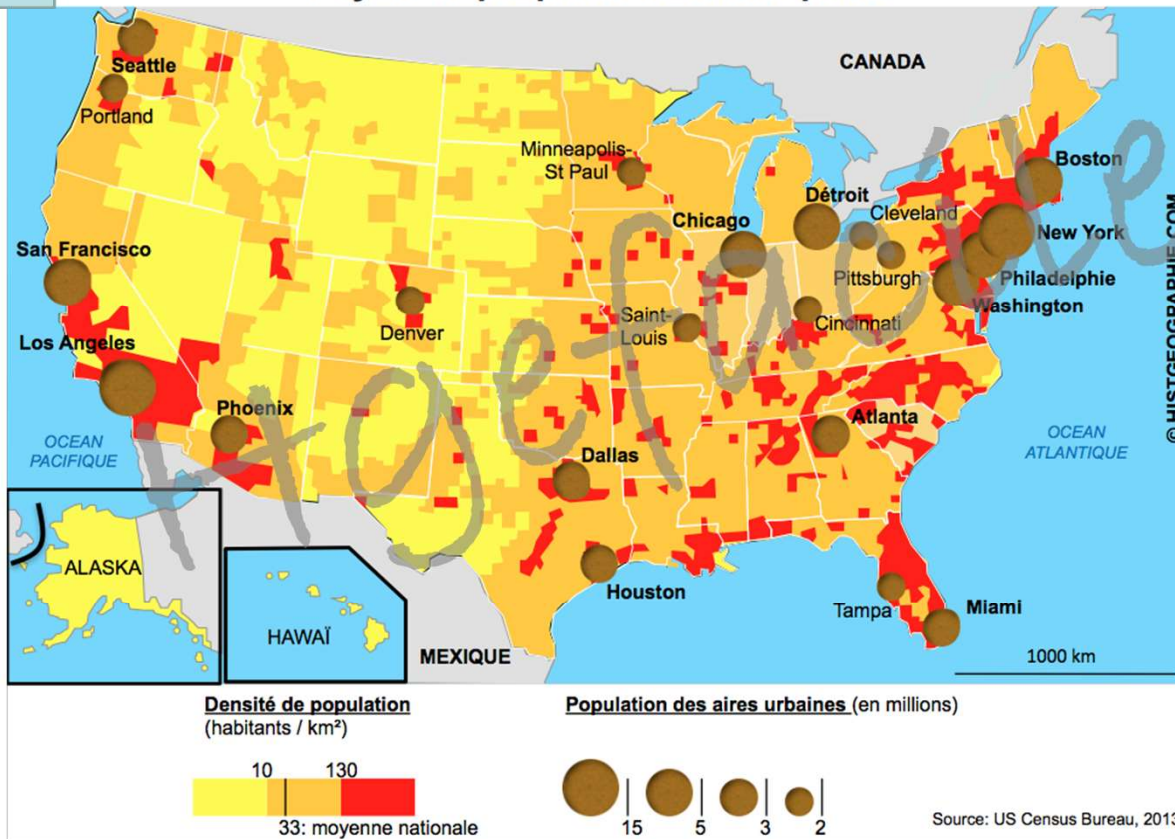 CANADA
Seattle
Portland
Minneapolis-
St Paul
Boston
Détroit
Cleveland
Chicago
New York
San Francisco
Pittsburgh
Philadelphie
Washington
Saint-
Louis
Cincinnati
Denver
Los Angeles
Phoenix
Atlanta
OCEAN
PACIFIQUE
OCEAN
ATLANTIQUE
Dallas
ALASKA
Houston
Tampa
Miami
HAWAÏ
MEXIQUE
1000 km
© HISTGEOGRAPHIE.COM
Densité de population
(habitants / km²)
10 130
33: moyenne nationale
Population des aires urbaines (en millions)
15 5 3 2
Source: US Census Bureau, 2013